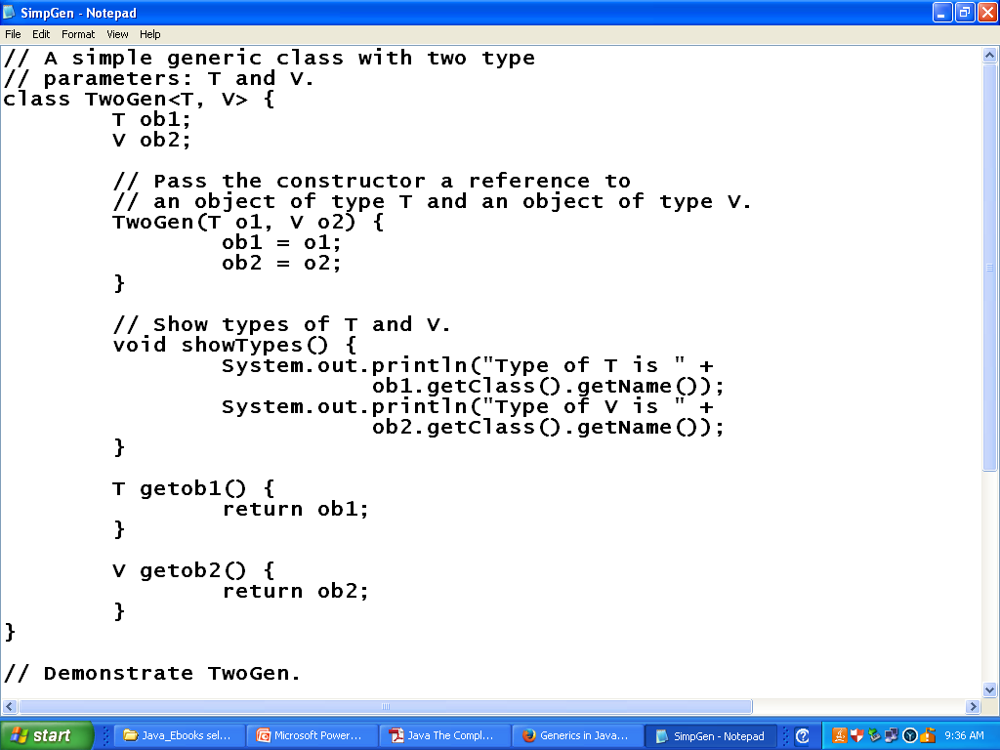 SimpGen - Notepad
File Edit Format View Help
// A simple generic class with two type
// parameters: T and V.
class TwoGen<T, V> {
T ob1;
V ob2;
// Pass the constructor a reference to
// an object of type T and an object of type V.
TwoGen(T o1, V o2) {
ob1 = o1;
ob2 = o2;
}
// Show types of T and V.
void showTypes() {
System.out.println("Type of T is " +
ob1.getClass().getName());
System.out.println("Type of V is " +
ob2.getClass().getName());
}
T getob1() {
return ob1;
}
V getob2() {
return ob2;
}
}
// Demonstrate TwoGen.
start Java_Ebooks sel... Microsoft Power... Java The Compl... Generics in Java... SimpGen - Notepad 9:36 AM